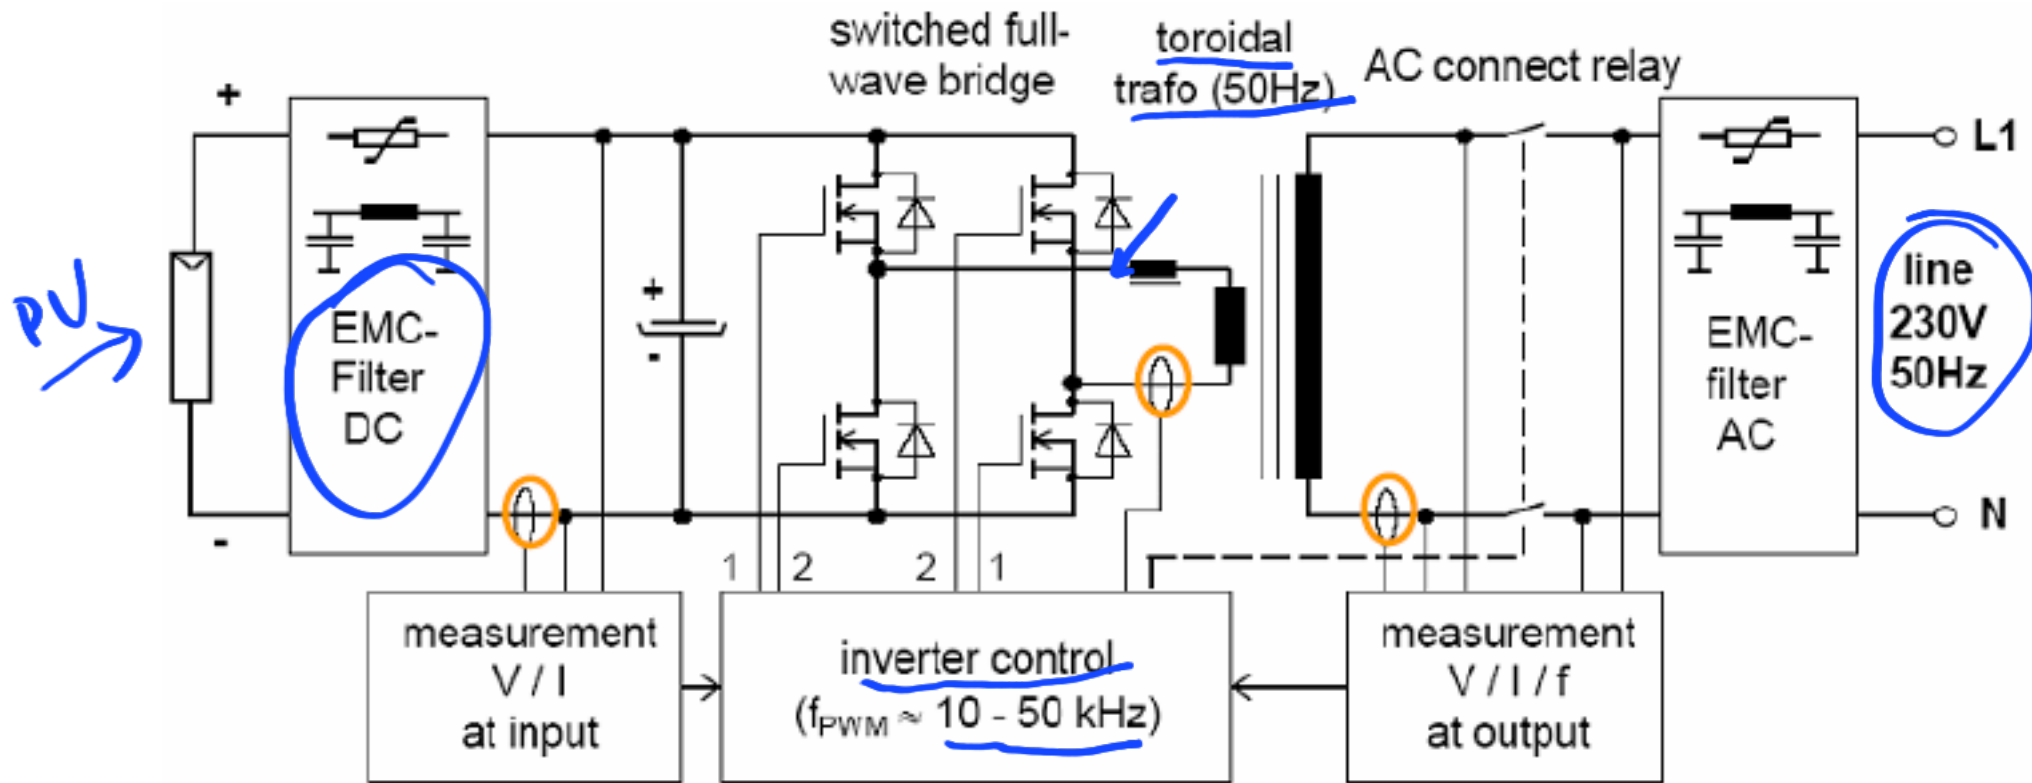 switched full-
wave bridge
toroidal
trafo (50Hz)
AC connect relay
+
-
PV
EMC-
Filter
DC
+
-
EMC-
filter
AC
L1
line
230V
50Hz
N
1 2 2 1
measurement
V / I
at input
inverter control
(fPWM ≈ 10 - 50 kHz)
measurement
V / I / f
at output